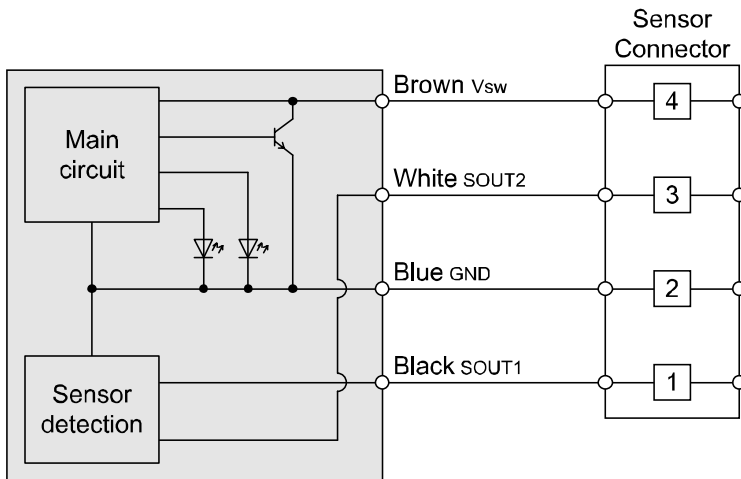 Sensor
Connector
Main
circuit
Brown Vsw
4
White SOUT2
3
Blue GND
2
Black SOUT1
1
Sensor
detection